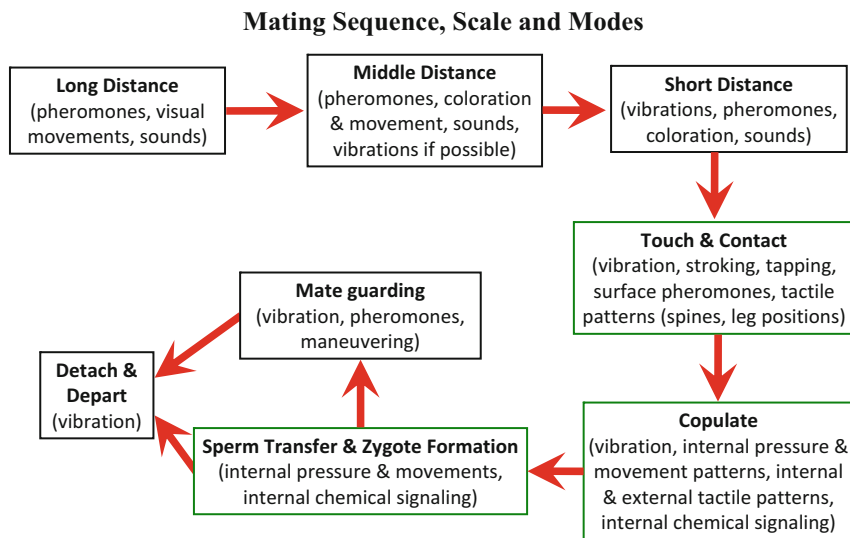 Mating Sequence, Scale and Modes
Long Distance
(pheromones, visual
movements, sounds)
Middle Distance
(pheromones, coloration
& movement, sounds,
vibrations if possible)
Short Distance
(vibrations, pheromones,
coloration, sounds)
Touch & Contact
(vibration, stroking, tapping,
surface pheromones, tactile
patterns (spines, leg positions)
Copulate
(vibration, internal pressure &
movement patterns, internal
& external tactile patterns,
internal chemical signaling)
Sperm Transfer & Zygote Formation
(internal pressure & movements,
internal chemical signaling)
Mate guarding
(vibration, pheromones,
maneuvering)
Detach &
Depart
(vibration)